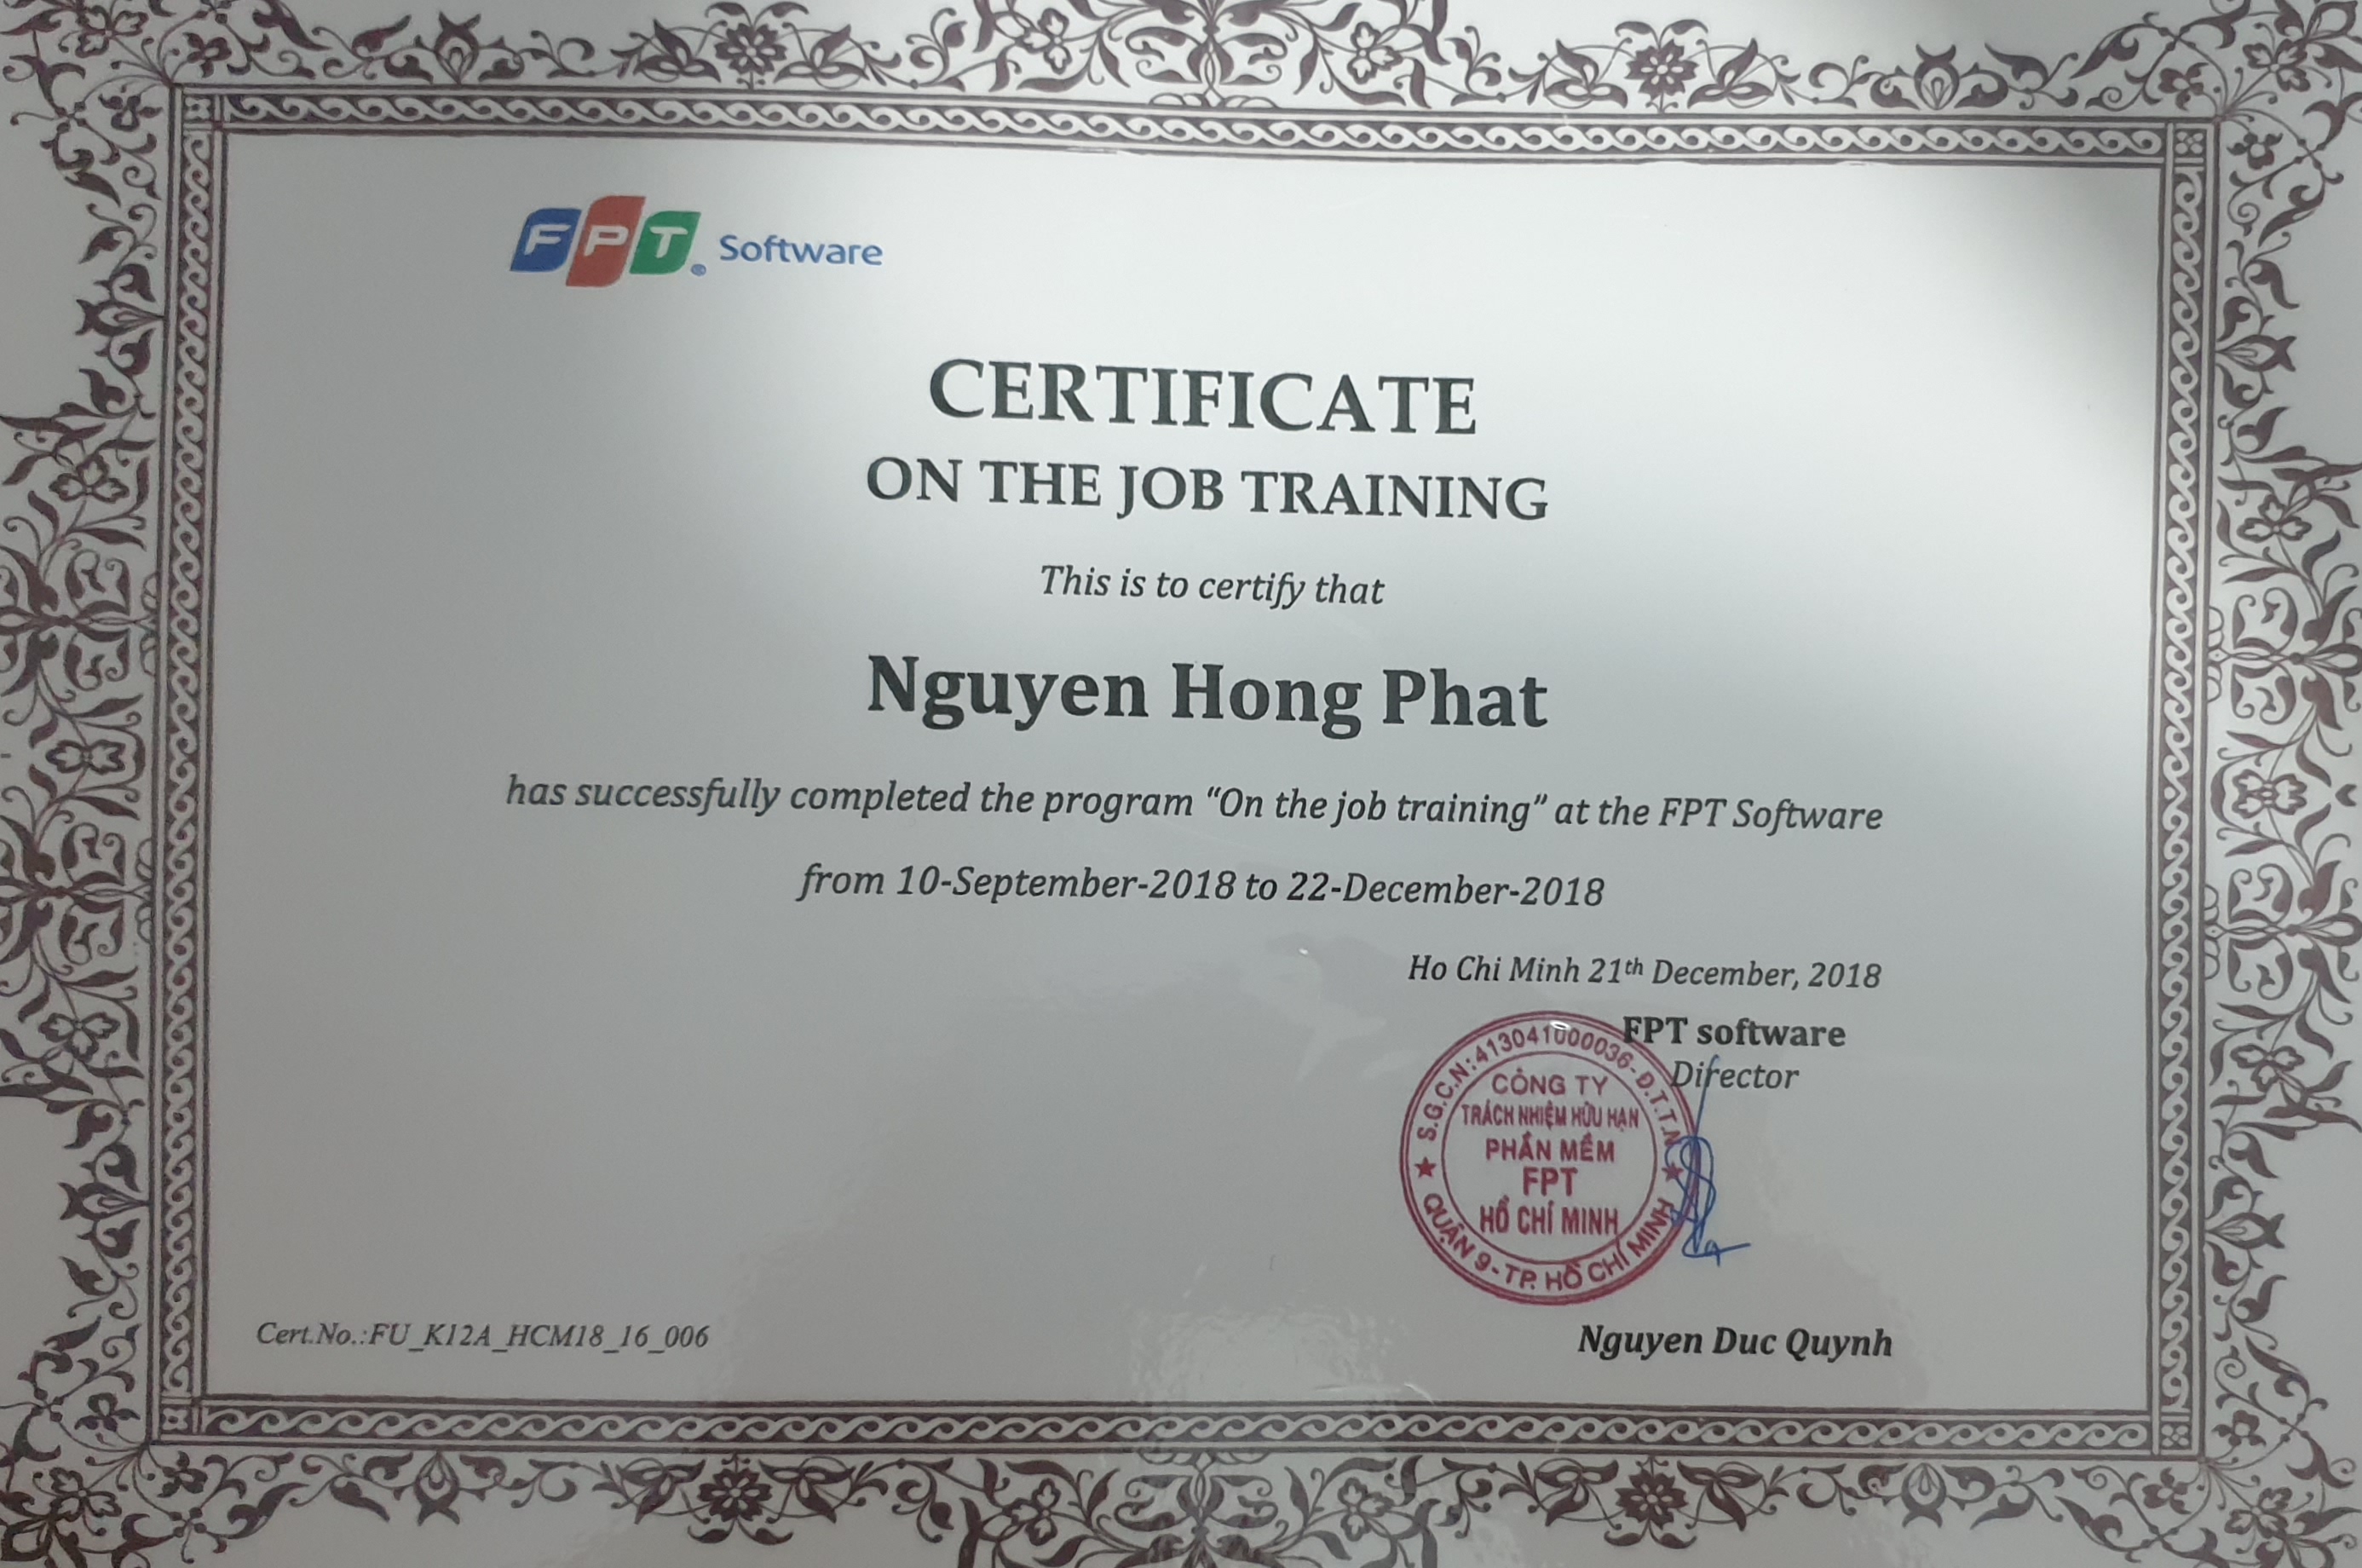 FPT® Software
CERTIFICATE
ON THE JOB TRAINING
This is to certify that
Nguyen Hong Phat
has successfully completed the program “On the job training” at the FPT Software
from 10-September-2018 to 22-December-2018
Ho Chi Minh 21th December, 2018
FPT software
Director
S.G.C.N:413041000036-Đ.T.T.N
CÔNG TY
TRÁCH NHIỆM HỮU HẠN
PHẦN MỀM
FPT
HỒ CHÍ MINH
QUẬN 9-TP. HỒ CHÍ MINH
Cert.No.:FU_K12A_HCM18_16_006
Nguyen Duc Quynh